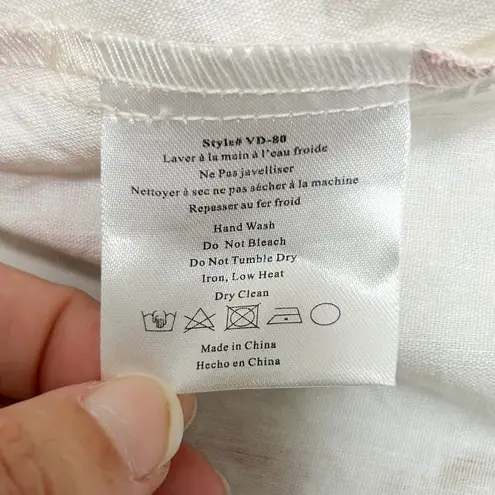 Style# VD-80
Laver à la main à l'eau froide
Ne Pas javelliser
Nettoyer à sec ne pas sécher à la machine
Repasser au fer froid
Hand Wash
Do Not Bleach
Do Not Tumble Dry
Iron, Low Heat
Dry Clean
Made in China
Hecho en China